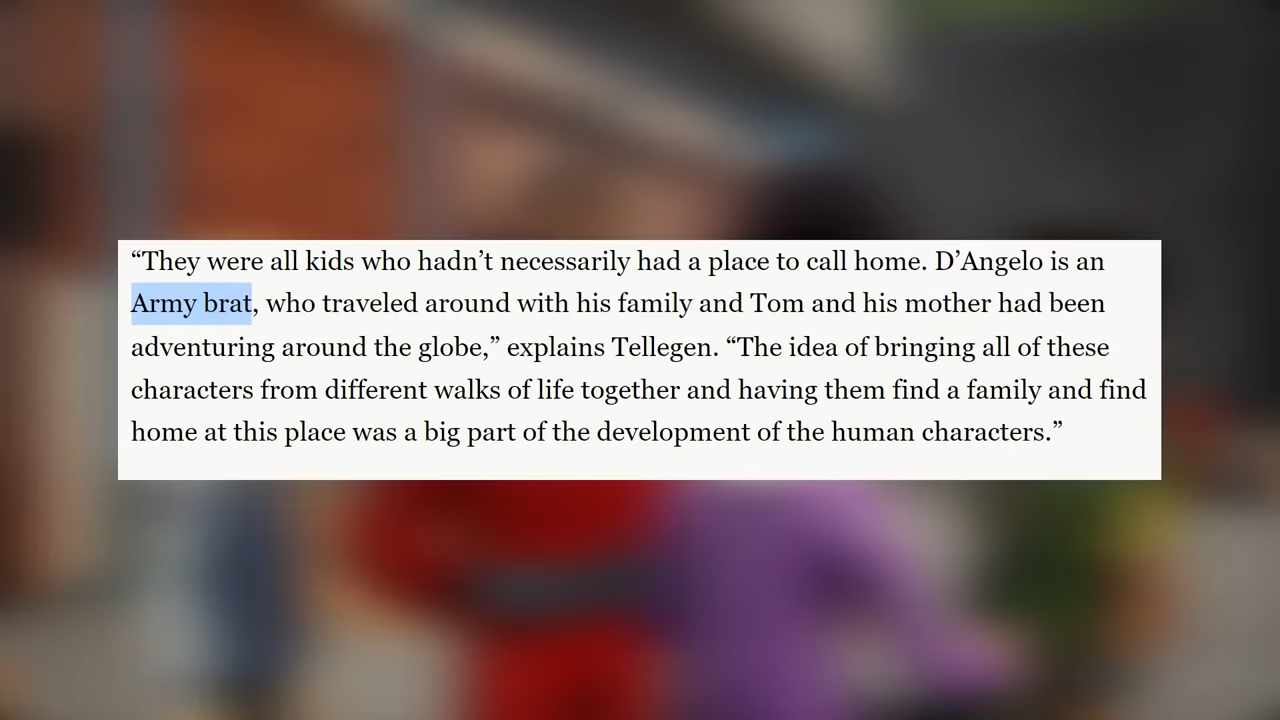 “They were all kids who hadn’t necessarily had a place to call home. D’Angelo is an
Army brat, who traveled around with his family and Tom and his mother had been
adventuring around the globe,” explains Tellegen. “The idea of bringing all of these
characters from different walks of life together and having them find a family and find
home at this place was a big part of the development of the human characters.”